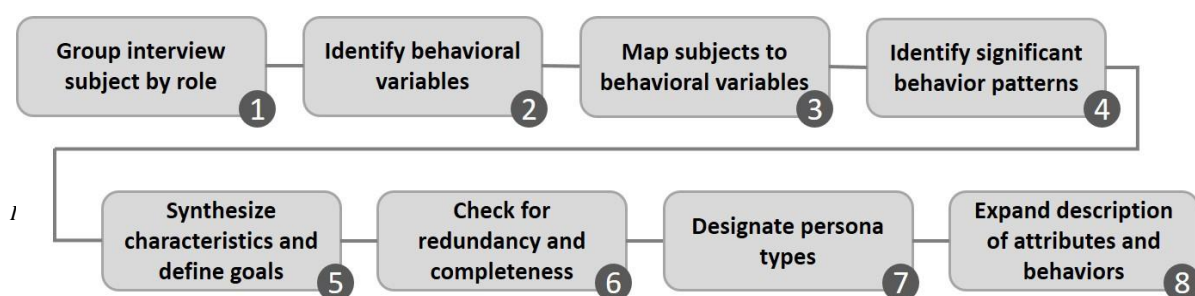 Group interview
subject by role
1
Identify behavioral
variables
2
Map subjects to
behavioral variables
3
Identify significant
behavior patterns
4
Synthesize
characteristics and
define goals
5
Check for
redundancy and
completeness
6
Designate persona
types
7
Expand description
of attributes and
behaviors
8